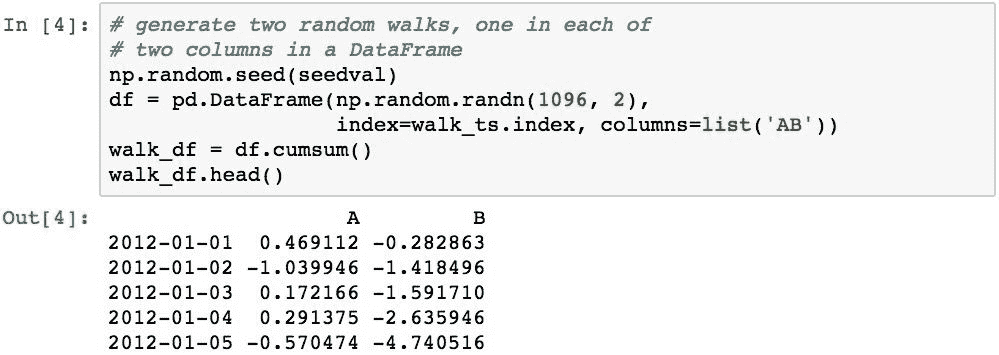 In [4]: # generate two random walks, one in each of
# two columns in a DataFrame
np.random.seed(seedval)
df = pd.DataFrame(np.random.randn(1096, 2),
index=walk_ts.index, columns=list('AB'))
walk_df = df.cumsum()
walk_df.head()
Out[4]: A B
2012-01-01 0.469112 -0.282863
2012-01-02 -1.039946 -1.418496
2012-01-03 0.172166 -1.591710
2012-01-04 0.291375 -2.635946
2012-01-05 -0.570474 -4.740516